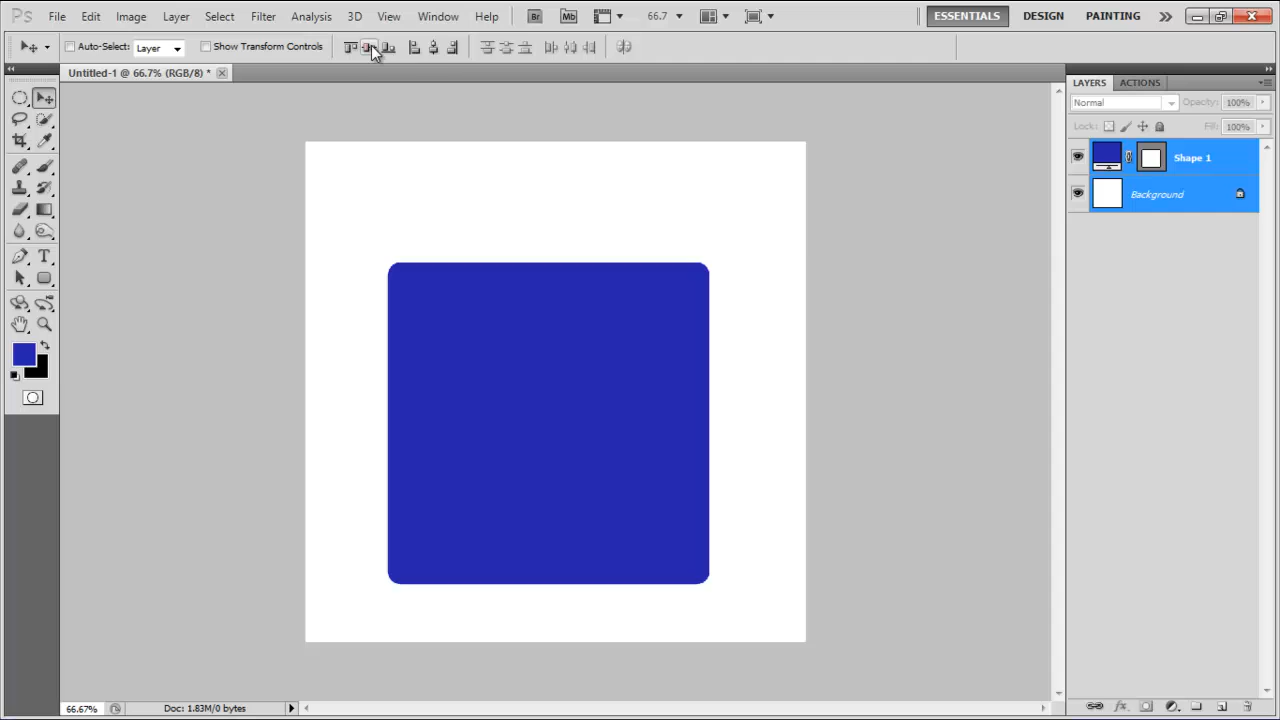 Ps File Edit Image Layer Select Filter Analysis 3D View Window Help Br Mb 66.7 ESSENTIALS DESIGN PAINTING
Auto-Select: Layer Show Transform Controls
Untitled-1 @ 66.7% (RGB/8) *
LAYERS ACTIONS
Normal Opacity: 100%
Lock: Fill: 100%
Shape 1
Background
T
66.67% Doc: 1.83M/0 bytes fx